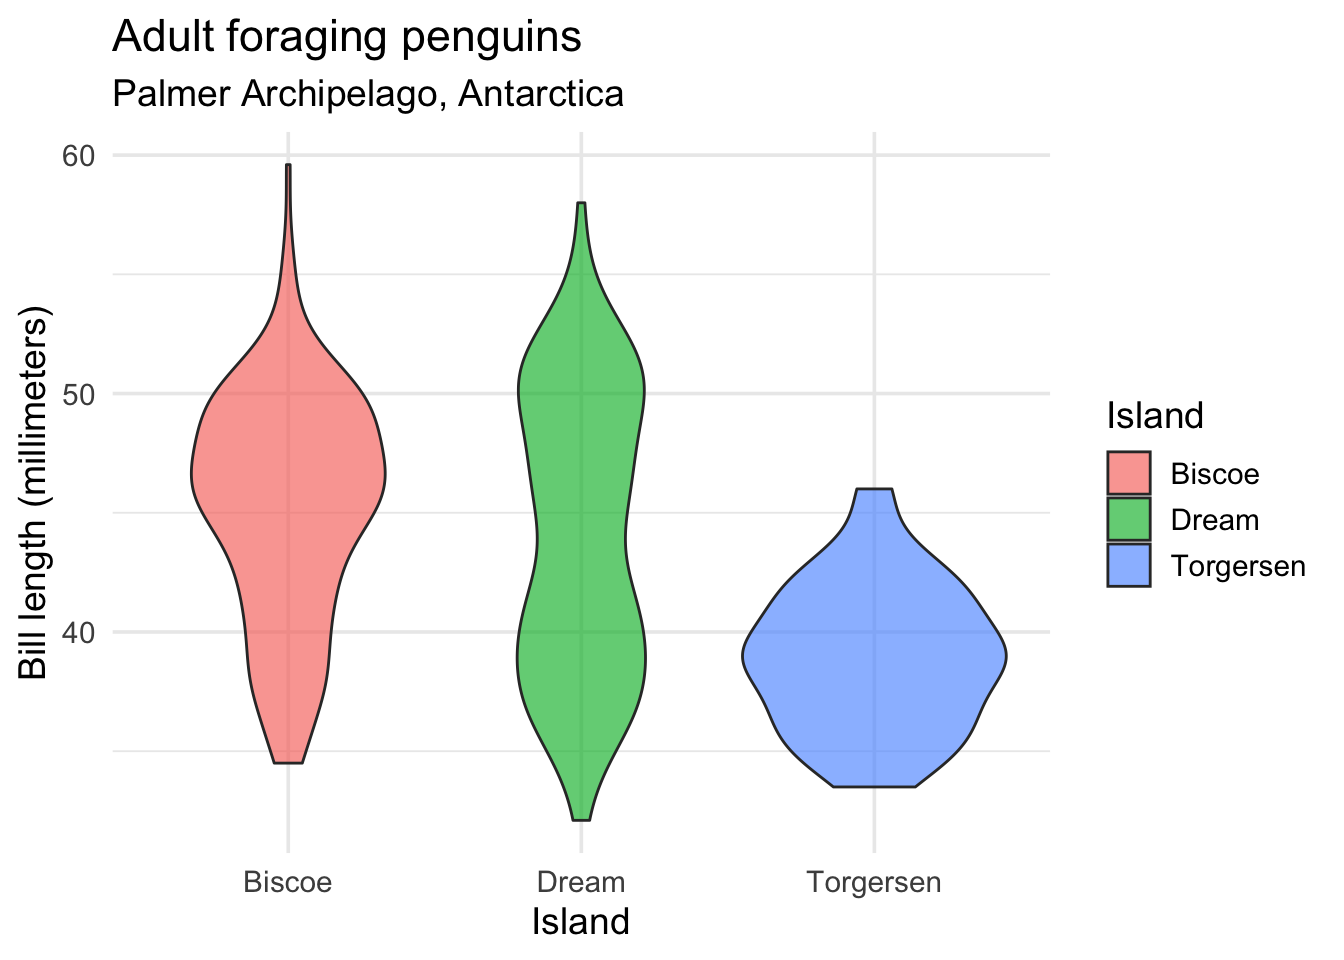 Adult foraging penguins
Palmer Archipelago, Antarctica
Bill length (millimeters)
60
50
40
Biscoe
Dream
Torgersen
Island
Island
Biscoe
Dream
Torgersen